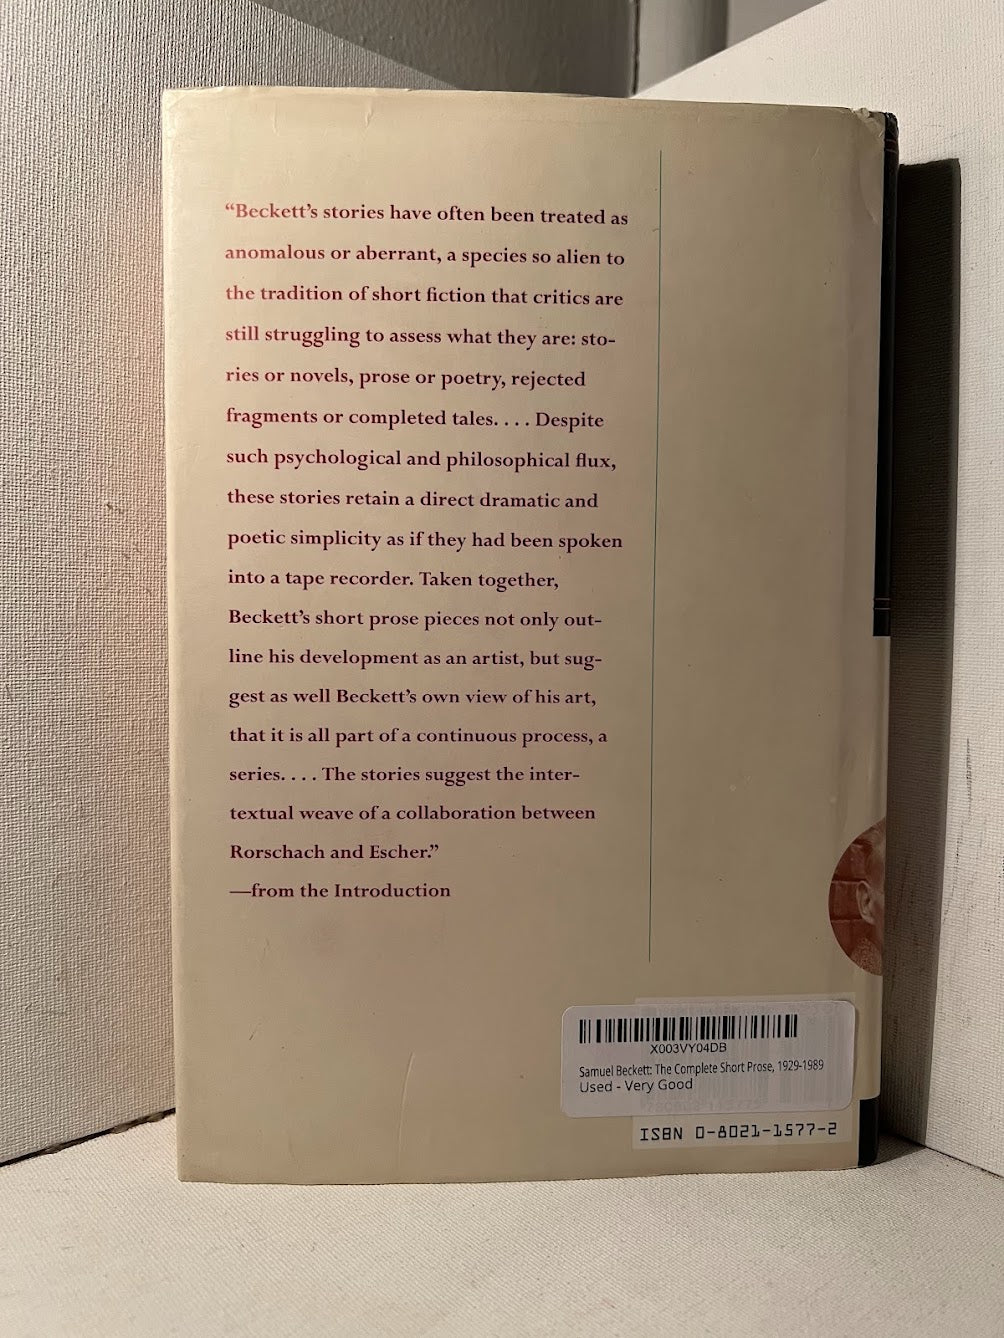 “Beckett’s stories have often been treated as
anomalous or aberrant, a species so alien to
the tradition of short fiction that critics are
still struggling to assess what they are: sto-
ries or novels, prose or poetry, rejected
fragments or completed tales. . . . Despite
such psychological and philosophical flux,
these stories retain a direct dramatic and
poetic simplicity as if they had been spoken
into a tape recorder. Taken together,
Beckett’s short prose pieces not only out-
line his development as an artist, but sug-
gest as well Beckett’s own view of his art,
that it is all part of a continuous process, a
series. . . . The stories suggest the inter-
textual weave of a collaboration between
Rorschach and Escher.”
—from the Introduction
X003VY04DB
Samuel Beckett: The Complete Short Prose, 1929-1989
Used - Very Good
ISBN 0-8021-1577-2